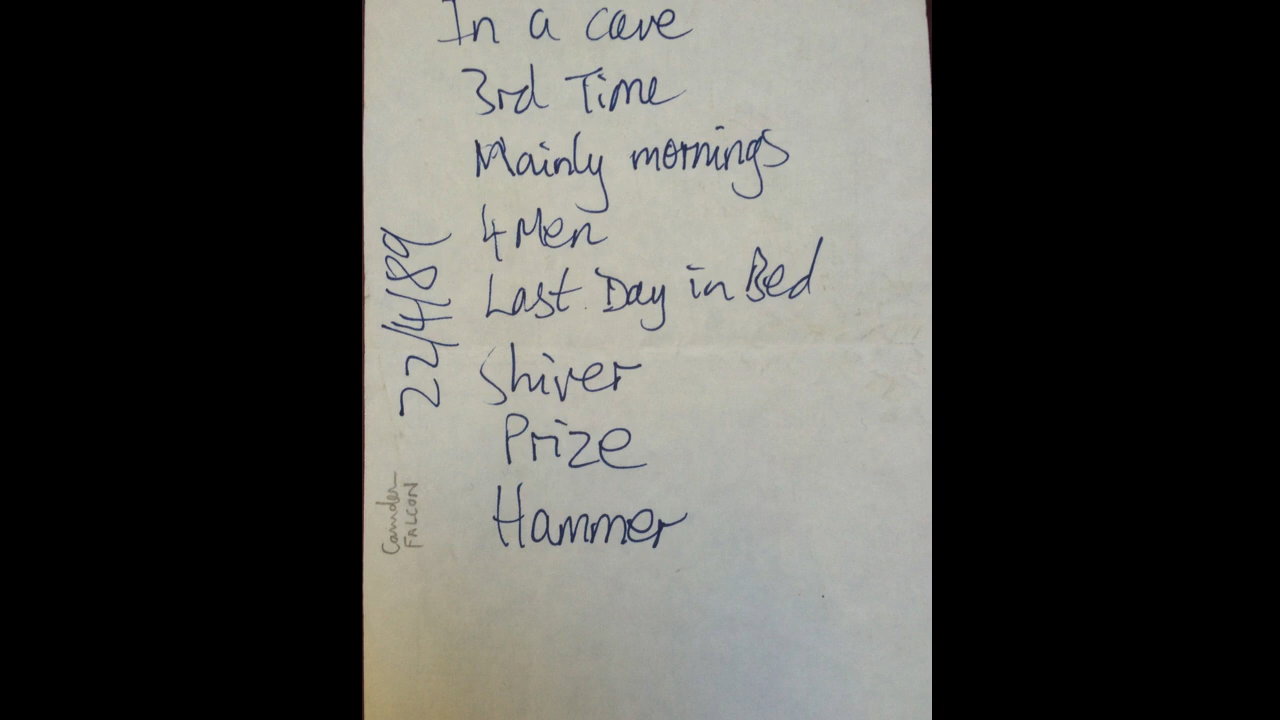 In a cave
3rd Time
Mainly mornings
4 Men
Last Day in Bed
Shiver
Prize
Hammer
22/4/89
Camden
FALCON